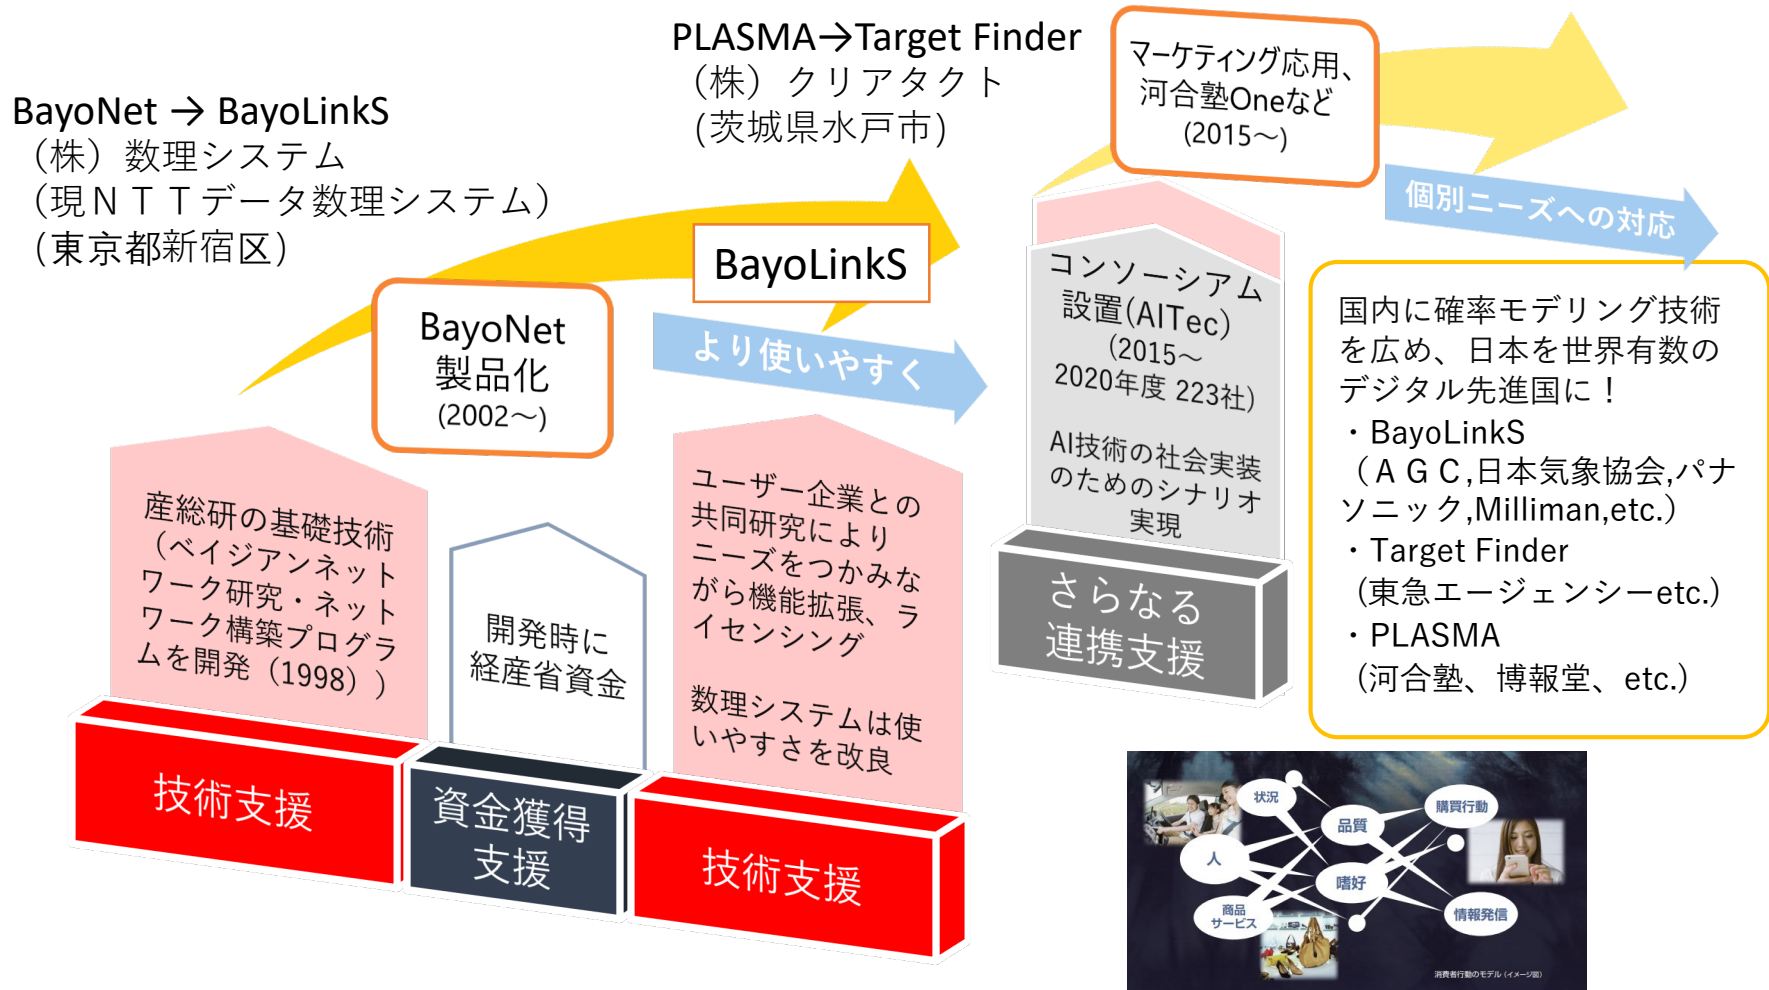 BayoNet → BayoLinkS
（株）数理システム
（現ＮＴＴデータ数理システム）
（東京都新宿区）
PLASMA→Target Finder
（株）クリアタクト
（茨城県水戸市）
マーケティング応用、
河合塾Oneなど
(2015～)
個別ニーズへの対応
BayoLinkS
BayoNet
製品化
(2002～)
より使いやすく
コンソーシアム
設置(AITec)
（2015～
2020年度 223社）
AI技術の社会実装
のためのシナリオ
実現
さらなる
連携支援
産総研の基礎技術
（ベイジアンネット
ワーク研究・ネット
ワーク構築プログラ
ムを開発（1998））
技術支援
開発時に
経産省資金
資金獲得
支援
ユーザー企業との
共同研究により
ニーズをつかみな
がら機能拡張、ラ
イセンシング
数理システムは使
いやすさを改良
技術支援
国内に確率モデリング技術
を広め、日本を世界有数の
デジタル先進国に！
・BayoLinkS
（ＡＧＣ,日本気象協会,パナ
ソニック,Milliman,etc.）
・Target Finder
（東急エージェンシーetc.）
・PLASMA
（河合塾、博報堂、etc.）
状況
品質
購買行動
人
嗜好
商品
サービス
情報発信
消費者行動のモデル（イメージ図）